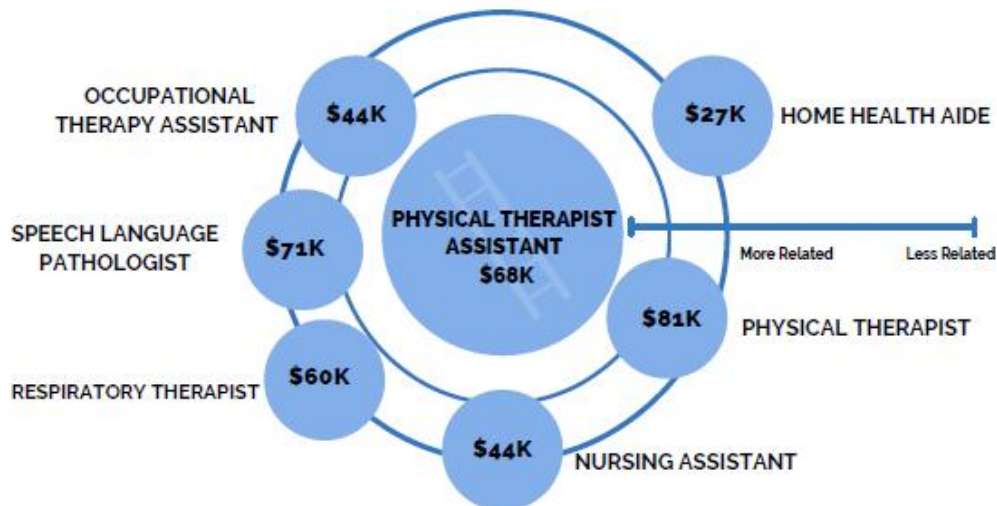 OCCUPATIONAL
THERAPY ASSISTANT
$44K
$27K
HOME HEALTH AIDE
SPEECH LANGUAGE
PATHOLOGIST
$71K
PHYSICAL THERAPIST
ASSISTANT
$68K
More Related
Less Related
$81K
PHYSICAL THERAPIST
RESPIRATORY THERAPIST
$60K
$44K
NURSING ASSISTANT